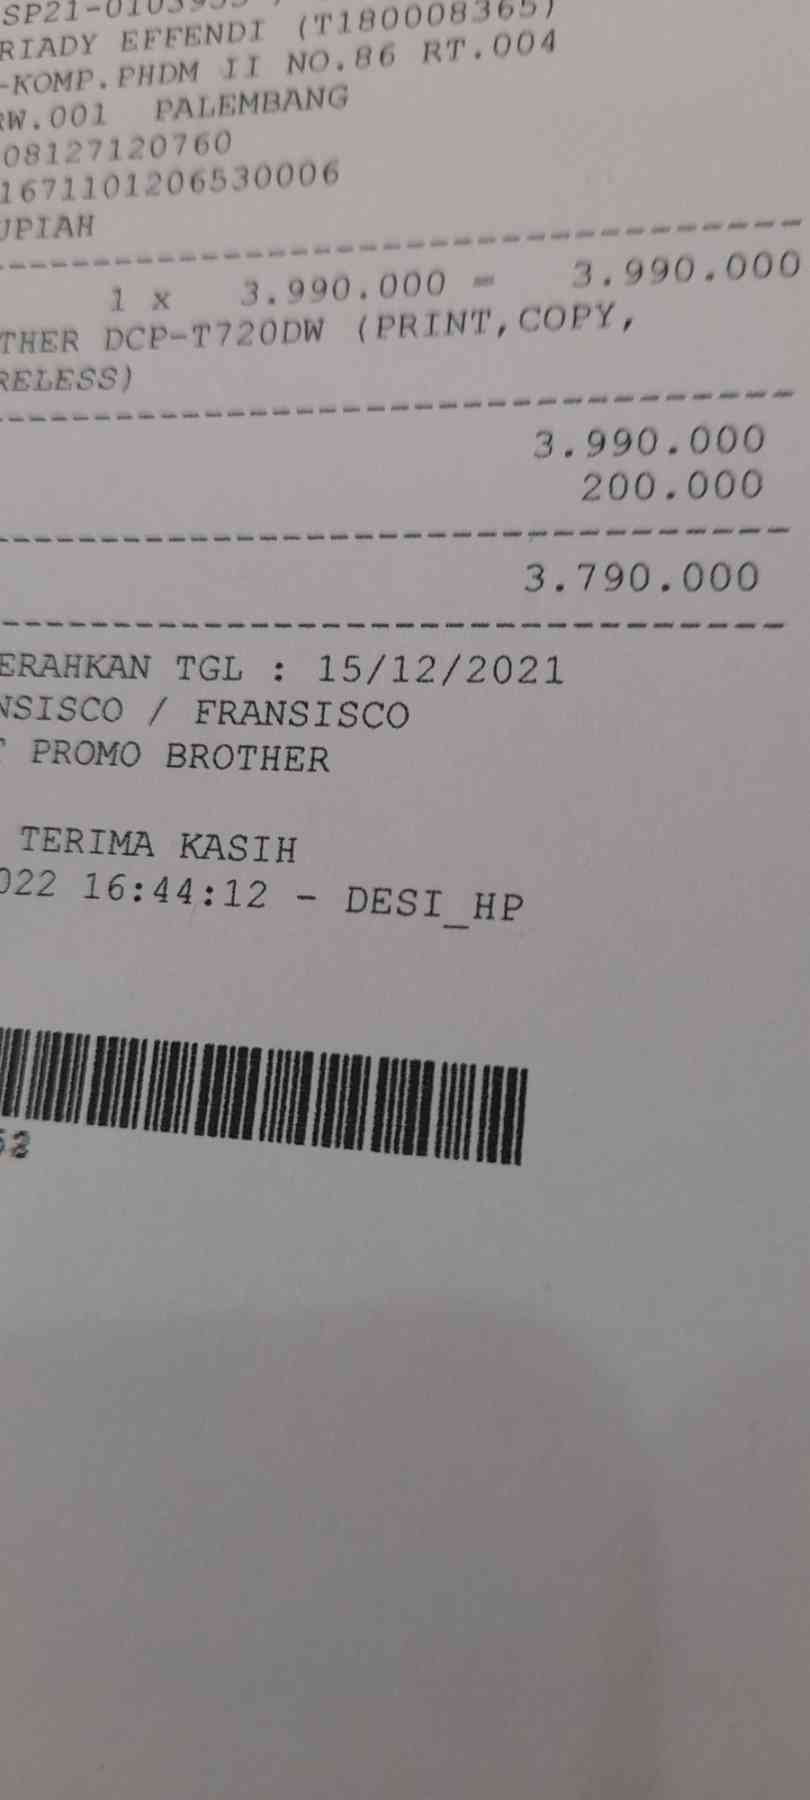 RIADY EFFENDI (T180008365)
-KOMP.PHDM II NO.86 RT.004
RW.001 PALEMBANG
08127120760
1671101206530006
UPIAH
1 x 3.990.000 = 3.990.000
THER DCP-T720DW (PRINT,COPY,
RELESS)
3.990.000
200.000
3.790.000
ERAHKAN TGL : 15/12/2021
NSISCO / FRANSISCO
T PROMO BROTHER
TERIMA KASIH
022 16:44:12 - DESI_HP